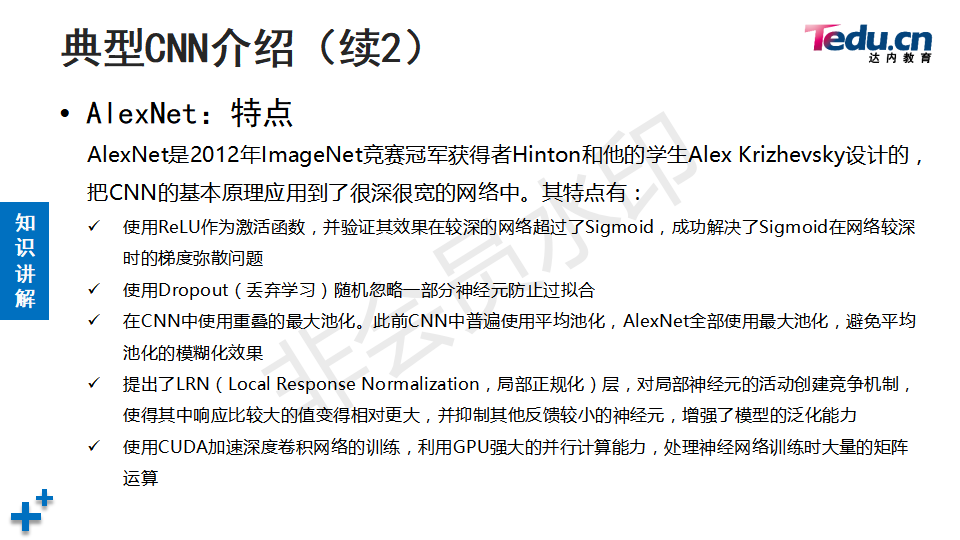 典型CNN介绍（续2）
Tedu.cn
达内教育
• AlexNet：特点
AlexNet是2012年ImageNet竞赛冠军获得者Hinton和他的学生Alex Krizhevsky设计的，
把CNN的基本原理应用到了很深很宽的网络中。其特点有：
知识讲解
✓ 使用ReLU作为激活函数，并验证其效果在较深的网络超过了Sigmoid，成功解决了Sigmoid在网络较深
时的梯度弥散问题
✓ 使用Dropout（丢弃学习）随机忽略一部分神经元防止过拟合
✓ 在CNN中使用重叠的最大池化。此前CNN中普遍使用平均池化，AlexNet全部使用最大池化，避免平均
池化的模糊化效果
✓ 提出了LRN（Local Response Normalization，局部正规化）层，对局部神经元的活动创建竞争机制，
使得其中响应比较大的值变得相对更大，并抑制其他反馈较小的神经元，增强了模型的泛化能力
✓ 使用CUDA加速深度卷积网络的训练，利用GPU强大的并行计算能力，处理神经网络训练时大量的矩阵
运算
非会员水印